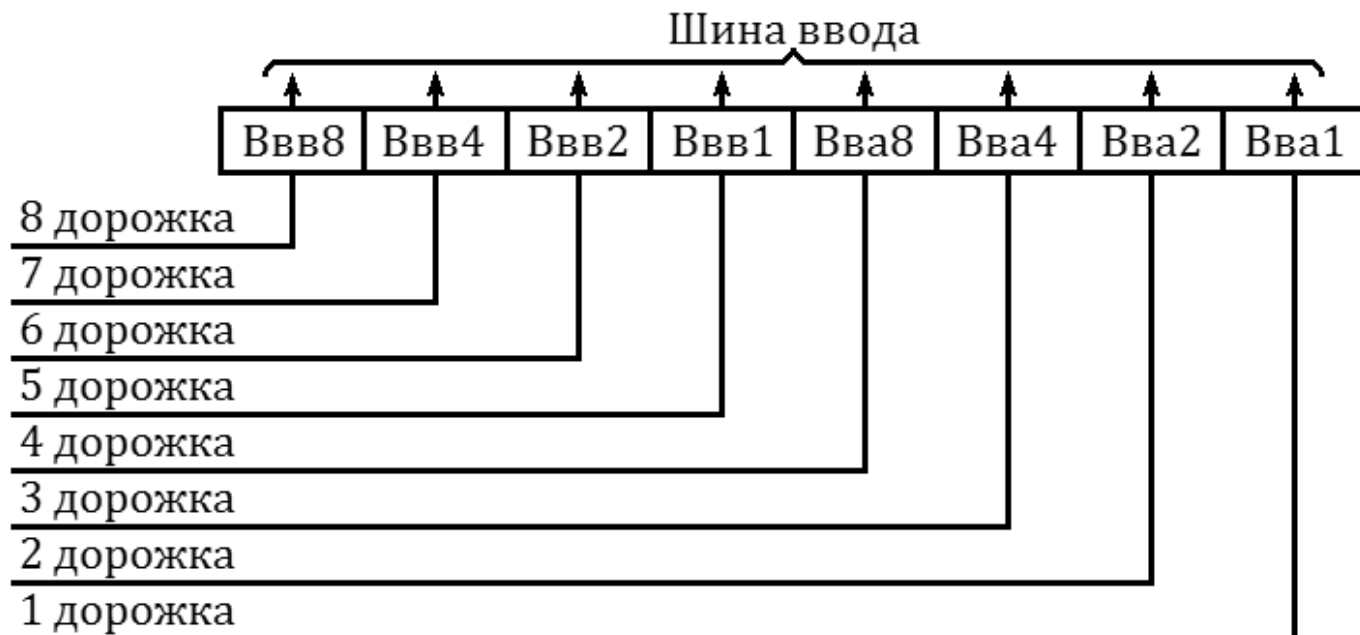 Шина ввода
Ввв8 Ввв4 Ввв2 Ввв1 Вва8 Вва4 Вва2 Вва1
8 дорожка
7 дорожка
6 дорожка
5 дорожка
4 дорожка
3 дорожка
2 дорожка
1 дорожка